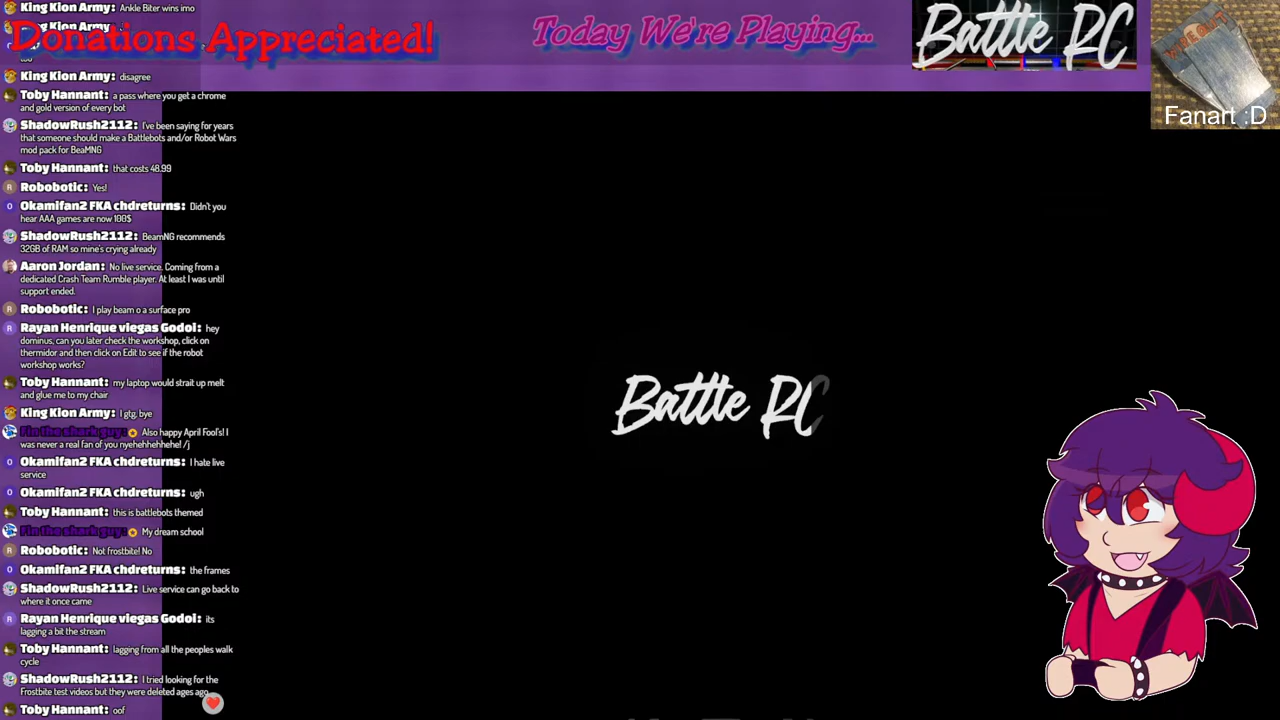 King Kion Army: Ankle Biter wins imo
Donations Appreciated!
Today We're Playing...
Battle RC
Fanart :D
King Kion Army: disagree
Toby Hannant: a pass where you get a chrome
and gold version of every bot
ShadowRush2112: I've been saying for years
that someone should make a Battlebots and/or Robot Wars
mod pack for BeaMNG
Toby Hannant: that costs 48.99
Robobotic: Yes!
Okamifan2 FKA chdreturns: Didn't you
hear AAA games are now 100$
ShadowRush2112: BeamNG recommends
32GB of RAM so mine's crying already
Aaron Jordan: No live service. Coming from a
dedicated Crash Team Rumble player. At least I was until
support ended.
Robobotic: I play beam o a surface pro
Rayan Henrique viegas Godoi: hey
dominus, can you later check the workshop, click on
thermidor and then click on Edit to see if the robot
workshop works?
Toby Hannant: my laptop would strait up melt
and glue me to my chair
King Kion Army: I gtg, bye
Fin the shark guy: Also happy April Fool's! I
was never a real fan of you nyehehhehhehe! /j
Okamifan2 FKA chdreturns: I hate live
service
Okamifan2 FKA chdreturns: ugh
Toby Hannant: this is battlebots themed
Fin the shark guy: My dream school
Robobotic: Not frostbite! No
Okamifan2 FKA chdreturns: the frames
ShadowRush2112: Live service can go back to
where it once came
Rayan Henrique viegas Godoi: its
lagging a bit the stream
Toby Hannant: lagging from all the peoples walk
cycle
ShadowRush2112: I tried looking for the
Frostbite test videos but they were deleted ages ago
Toby Hannant: oof
Battle RC